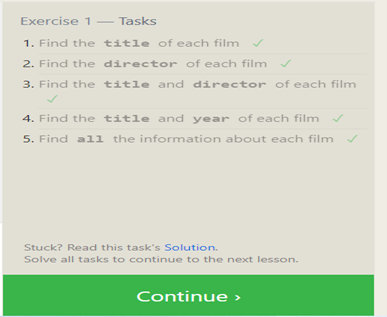 Exercise 1 — Tasks
1. Find the title of each film ✓
2. Find the director of each film ✓
3. Find the title and director of each film
✓
4. Find the title and year of each film ✓
5. Find all the information about each film ✓
Stuck? Read this task's Solution.
Solve all tasks to continue to the next lesson.
Continue ›